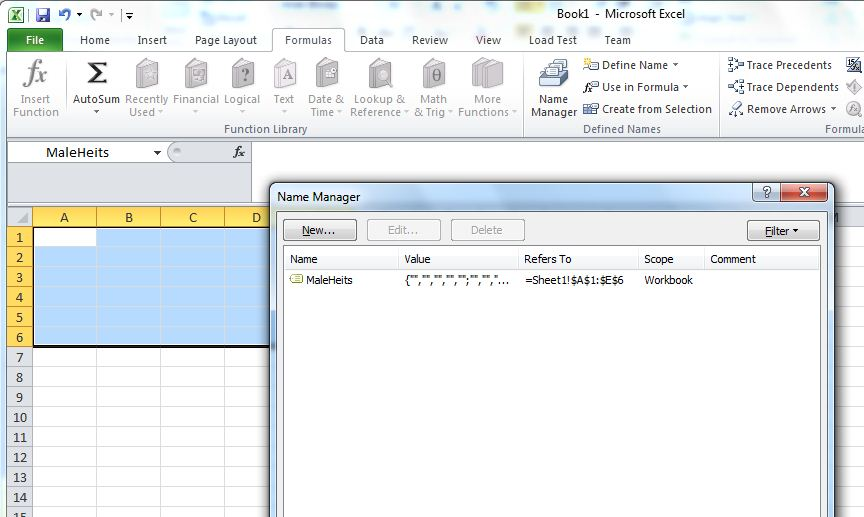 Book1 - Microsoft Excel
File Home Insert Page Layout Formulas Data Review View Load Test Team
fx Σ A θ Define Name Trace Precedents
Insert AutoSum Recently Financial Logical Text Date & Lookup & Math More Name Use in Formula Trace Dependents
Function Used Time Reference & Trig Functions Manager Create from Selection Remove Arrows
Function Library Defined Names Formula
MaleHeits fx
Name Manager
A B C D M
1 New... Edit... Delete Filter
2
Name Value Refers To Scope Comment
3 MaleHeits {"","","","","";"","","... =Sheet1!$A$1:$E$6 Workbook
4
5
6
7
8
9
10
11
12
13
14
15